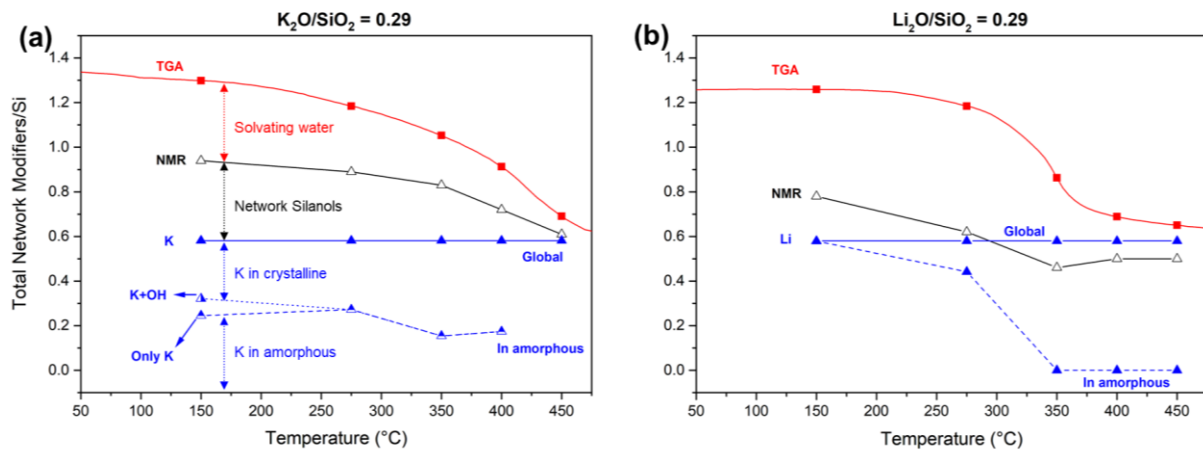 K₂O/SiO₂ = 0.29
(a)
1.4
1.2
1.0
0.8
0.6
0.4
0.2
0.0
Total Network Modifiers/Si
TGA
Solvating water
NMR
Network Silanols
K
Global
K in crystalline
K+OH
Only K
K in amorphous
In amorphous
50 100 150 200 250 300 350 400 450
Temperature (°C)
Li₂O/SiO₂ = 0.29
(b)
1.4
1.2
1.0
0.8
0.6
0.4
0.2
0.0
TGA
NMR
Global
Li
In amorphous
50 100 150 200 250 300 350 400 450
Temperature (°C)